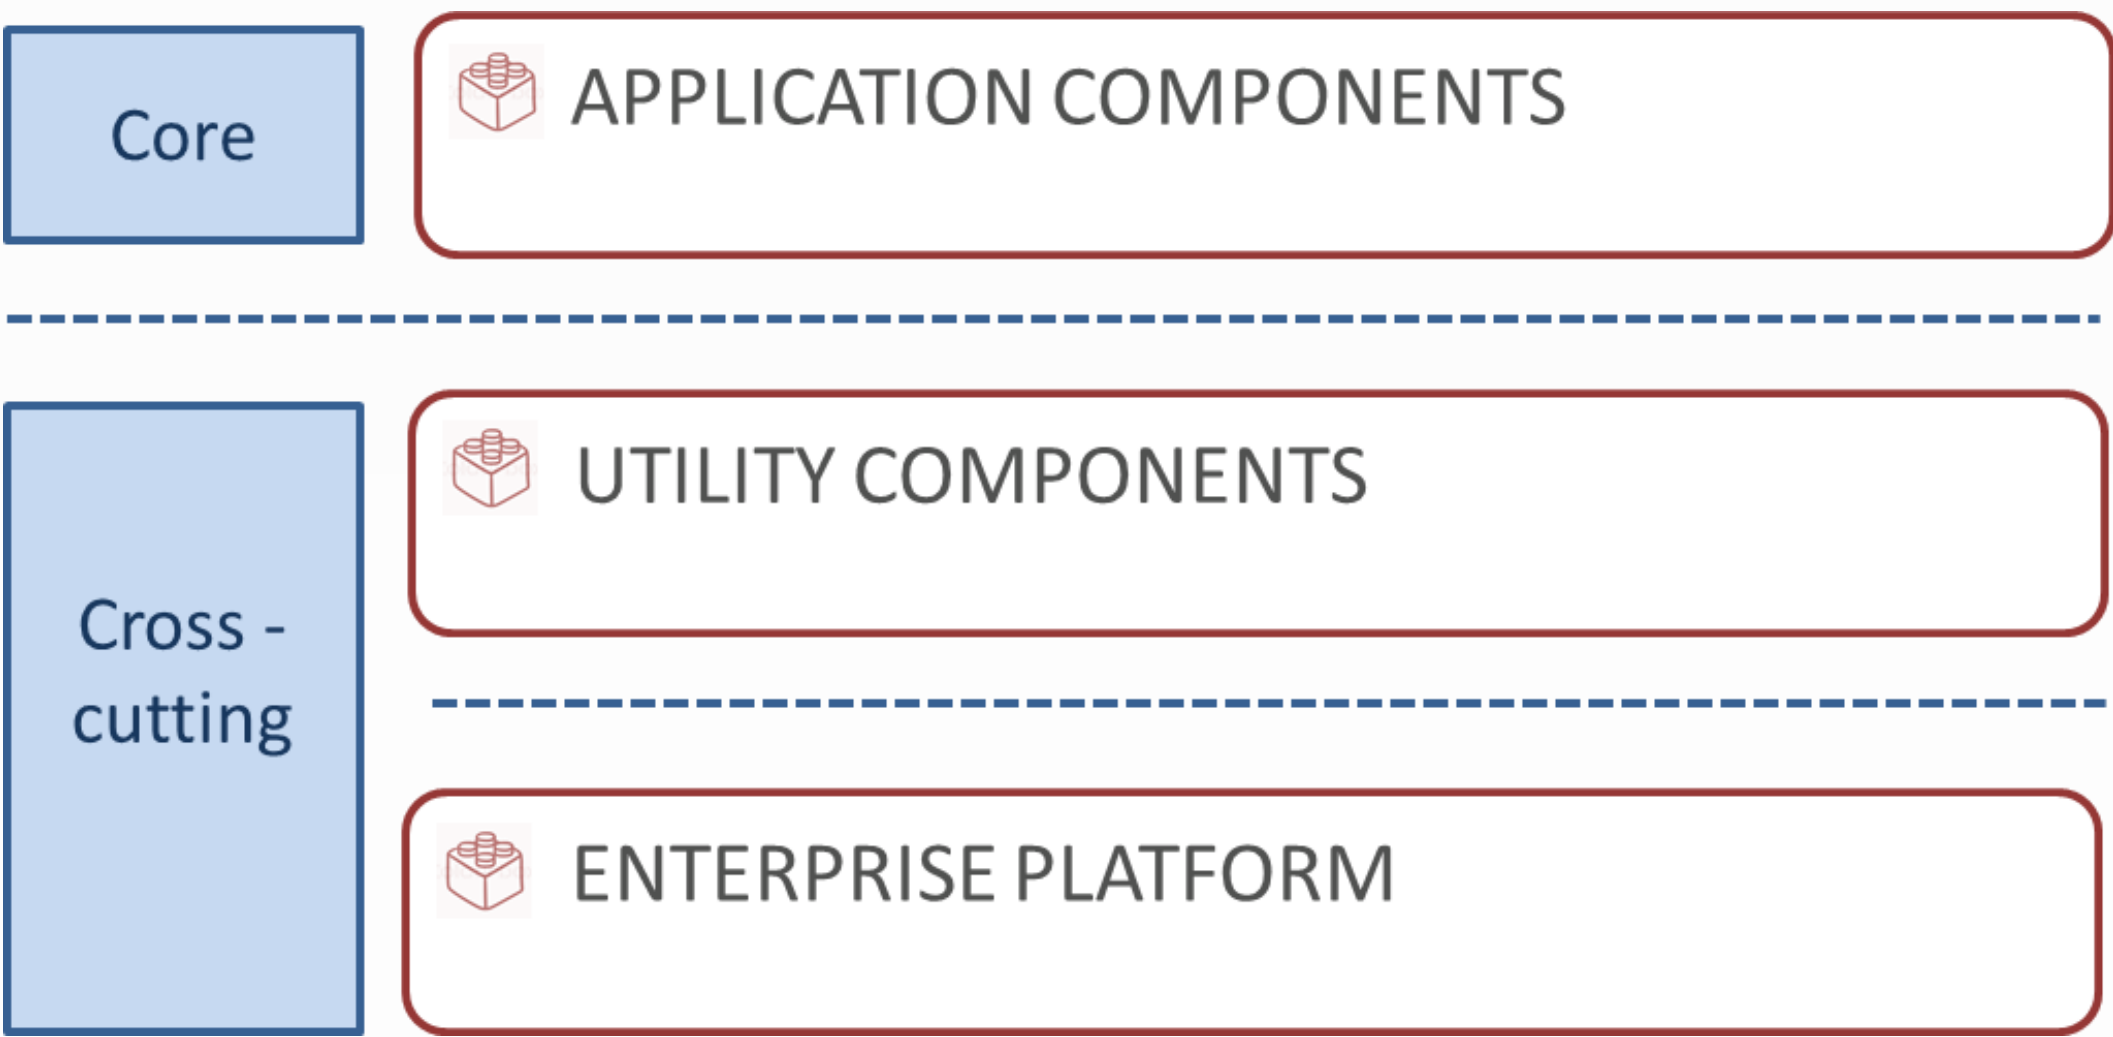 Core
APPLICATION COMPONENTS
Cross -
cutting
UTILITY COMPONENTS
ENTERPRISE PLATFORM